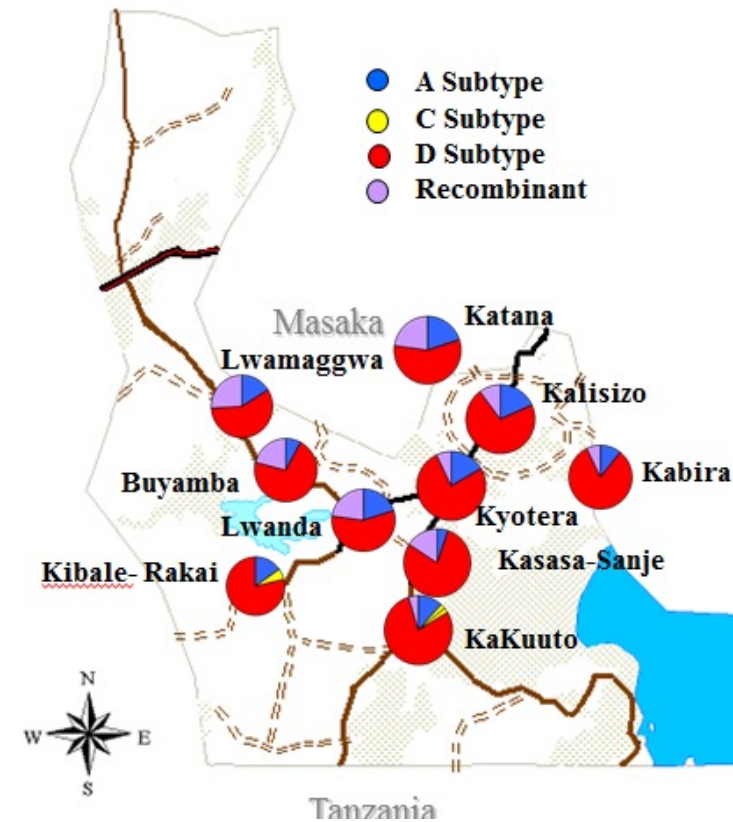 A Subtype
C Subtype
D Subtype
Recombinant
Masaka
Katana
Lwamaggwa
Kalisizo
Buyamba
Kabira
Lwanda
Kyotera
Kibale- Rakai
Kasasa-Sanje
KaKuuto
N
W E
S
Tanzania